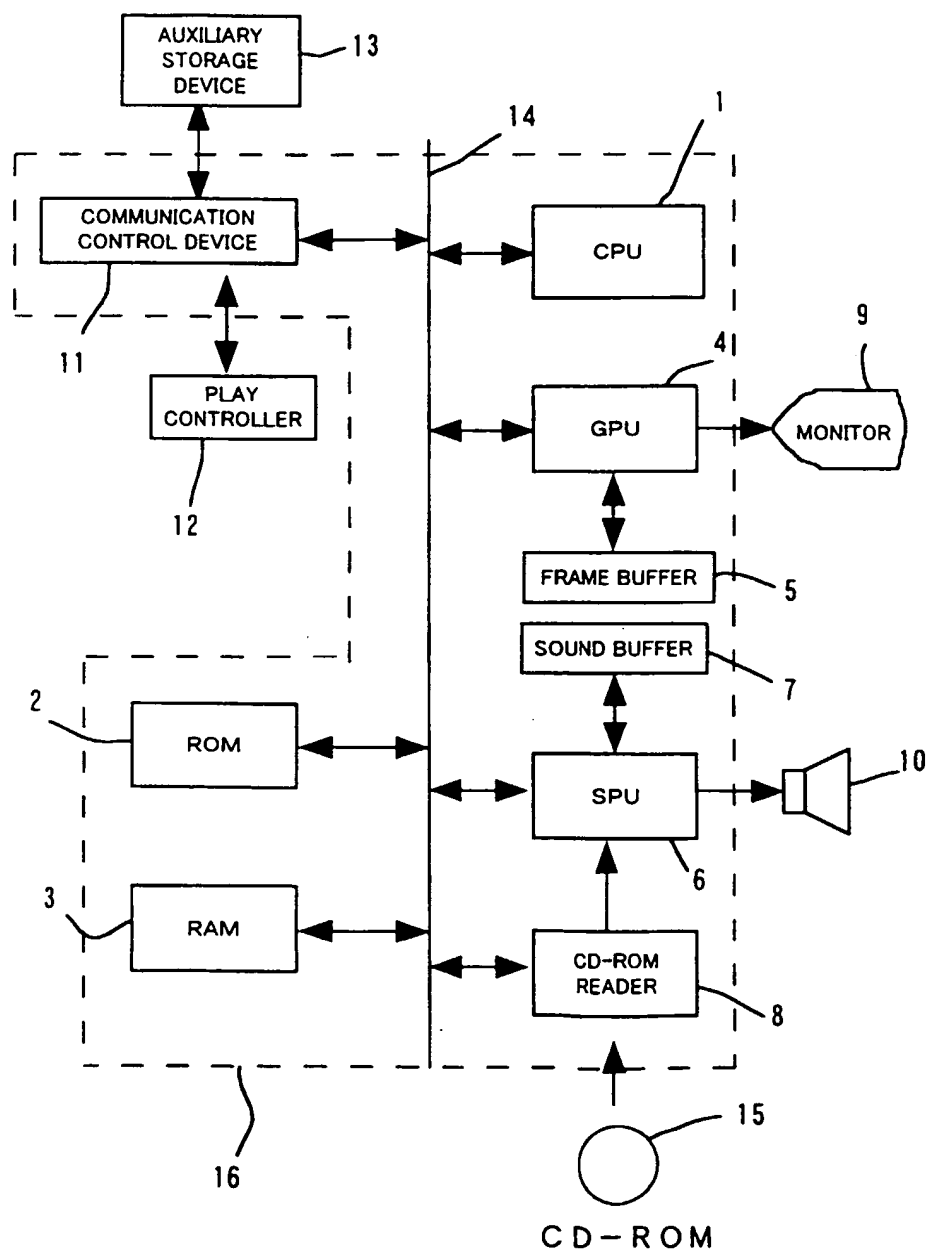 AUXILIARY
STORAGE
DEVICE
13
14
1
COMMUNICATION
CONTROL DEVICE
CPU
11
9
4
PLAY
CONTROLLER
GPU
MONITOR
12
FRAME BUFFER
5
SOUND BUFFER
7
2
ROM
10
SPU
6
3
RAM
CD-ROM
READER
8
15
16
CD-ROM